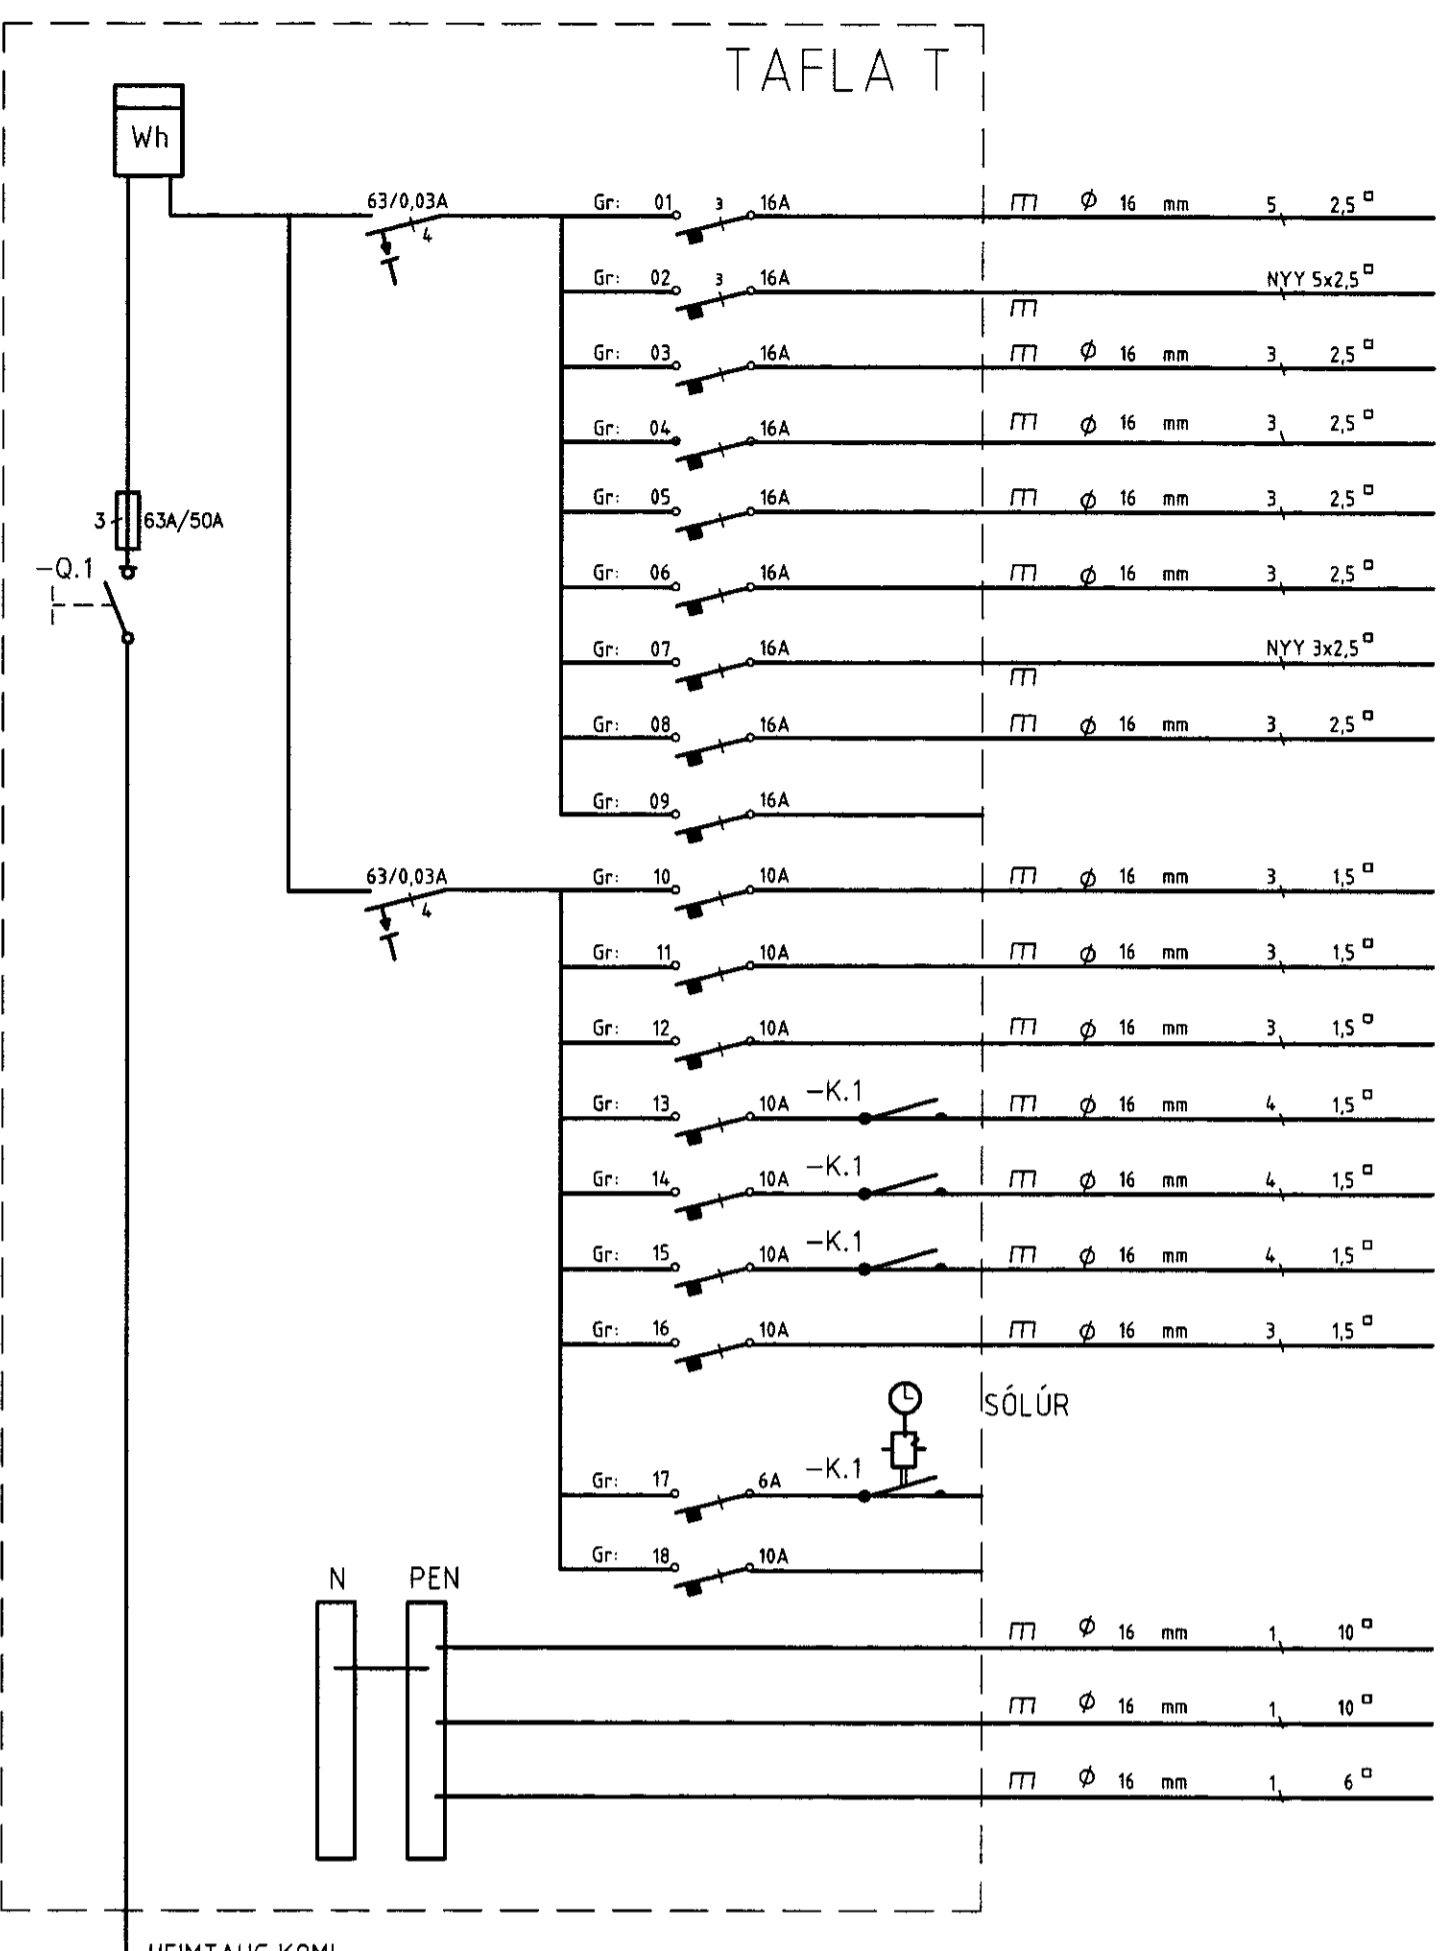 TAFLA T
Wh
63/0,03A
4
Gr: 01 3 16A ⌀ 16 mm 5 2,5 □
Gr: 02 3 16A NYY 5x2,5 □
Gr: 03 16A ⌀ 16 mm 3 2,5 □
Gr: 04 16A ⌀ 16 mm 3 2,5 □
3 63A/50A
Gr: 05 16A ⌀ 16 mm 3 2,5 □
-Q.1
Gr: 06 16A ⌀ 16 mm 3 2,5 □
Gr: 07 16A NYY 3x2,5 □
Gr: 08 16A ⌀ 16 mm 3 2,5 □
Gr: 09 16A
63/0,03A
4
Gr: 10 10A ⌀ 16 mm 3 1,5 □
Gr: 11 10A ⌀ 16 mm 3 1,5 □
Gr: 12 10A ⌀ 16 mm 3 1,5 □
Gr: 13 10A -K.1 ⌀ 16 mm 4 1,5 □
Gr: 14 10A -K.1 ⌀ 16 mm 4 1,5 □
Gr: 15 10A -K.1 ⌀ 16 mm 4 1,5 □
Gr: 16 10A ⌀ 16 mm 3 1,5 □
SÓLÚR
Gr: 17 6A -K.1
Gr: 18 10A
N PEN
⌀ 16 mm 1 10 □
⌀ 16 mm 1 10 □
⌀ 16 mm 1 6 □
HEIMTAUG KOMI